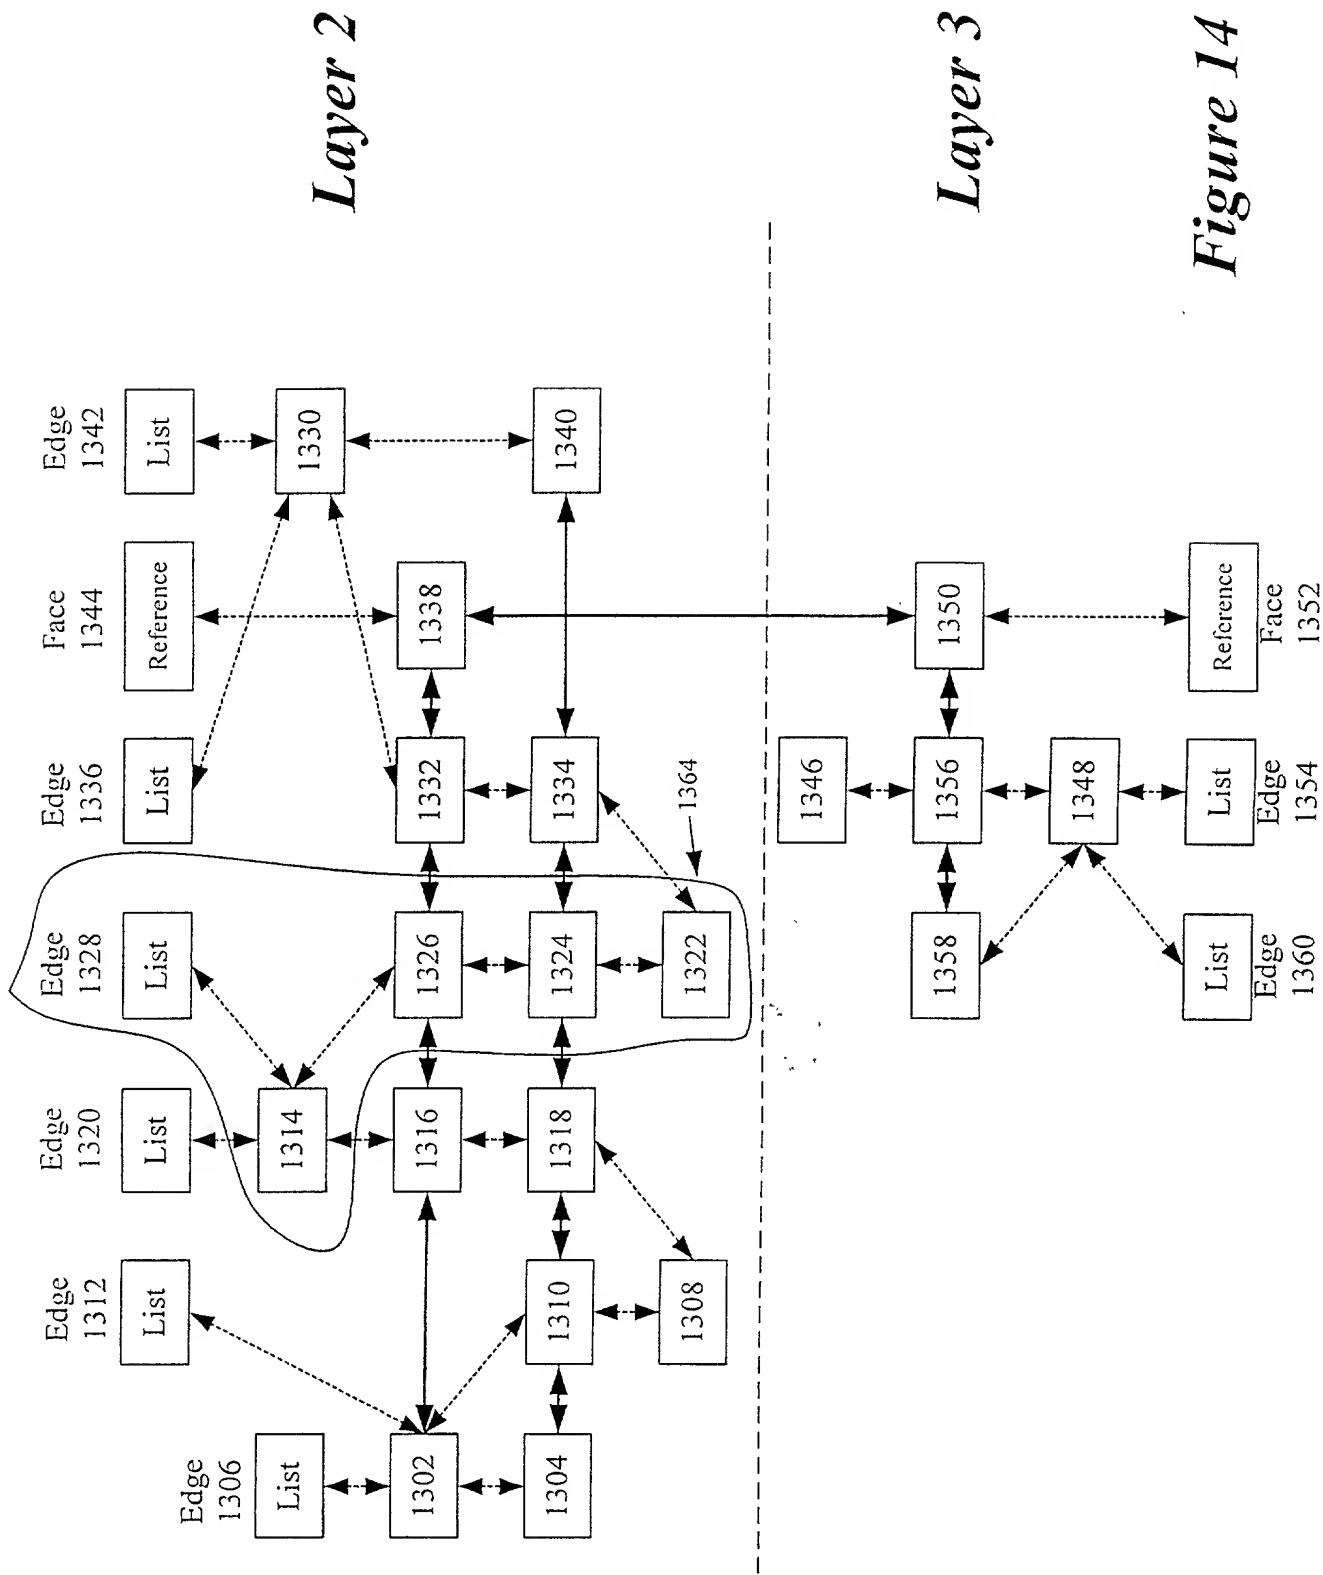 Edge
1312
Edge
1320
Edge
1328
Edge
1336
Face
1344
Edge
1342
List
List
List
List
Reference
List
Edge
1306
List
1314
1330
Layer 2
1302
1316
1326
1332
1338
1304
1310
1318
1324
1334
1340
1308
1322
1364
1346
1358
1356
1350
Layer 3
1348
List
List
Reference
Edge
1360
Edge
1354
Face
1352
Figure 14